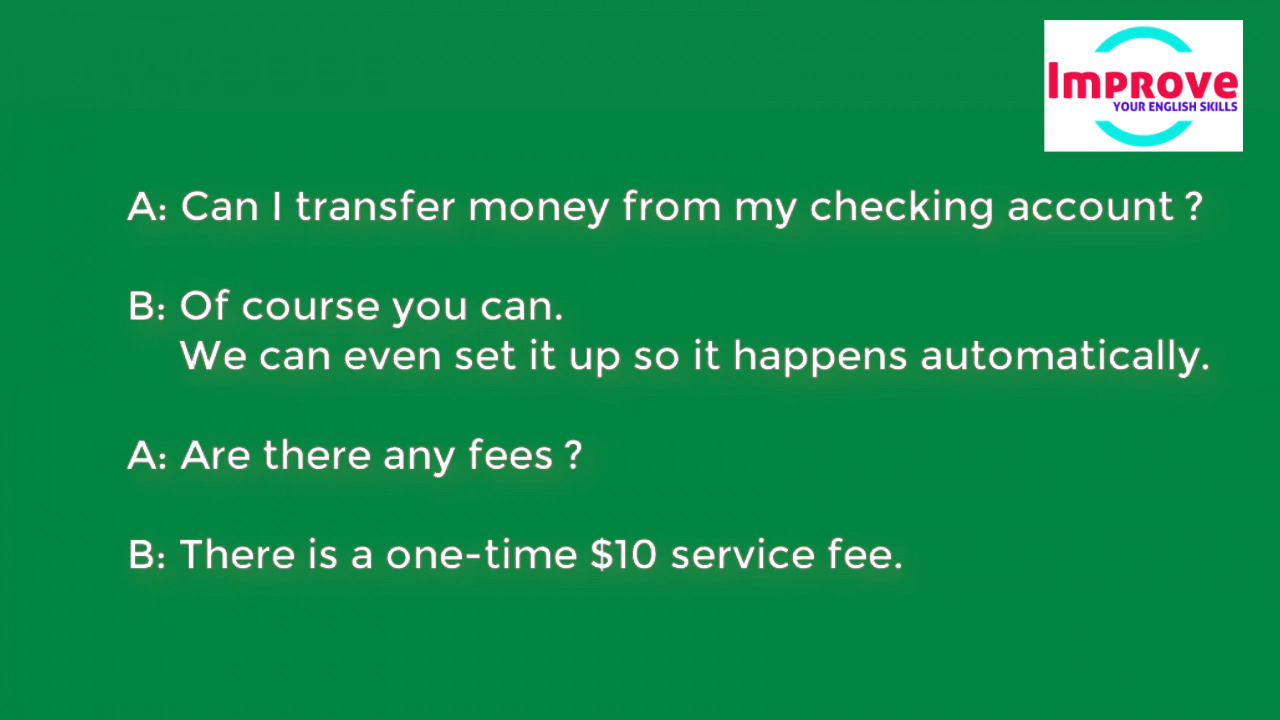 Improve
YOUR ENGLISH SKILLS
A: Can I transfer money from my checking account ?
B: Of course you can.
We can even set it up so it happens automatically.
A: Are there any fees ?
B: There is a one-time $10 service fee.